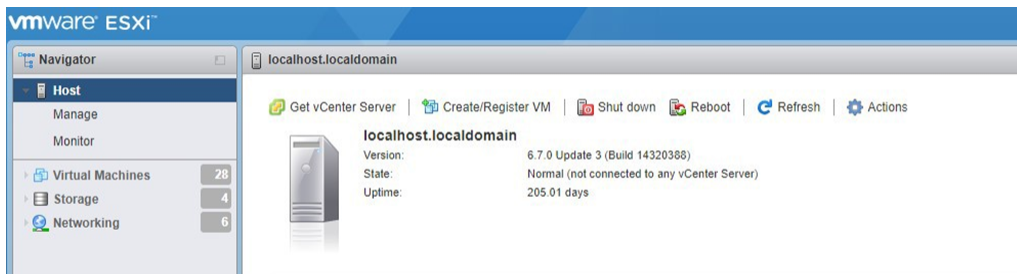 vmware ESXi™
Navigator
localhost.localdomain
Host
Manage
Monitor
Virtual Machines 28
Storage 4
Networking 6
Get vCenter Server Create/Register VM Shut down Reboot Refresh Actions
localhost.localdomain
Version: 6.7.0 Update 3 (Build 14320388)
State: Normal (not connected to any vCenter Server)
Uptime: 205.01 days